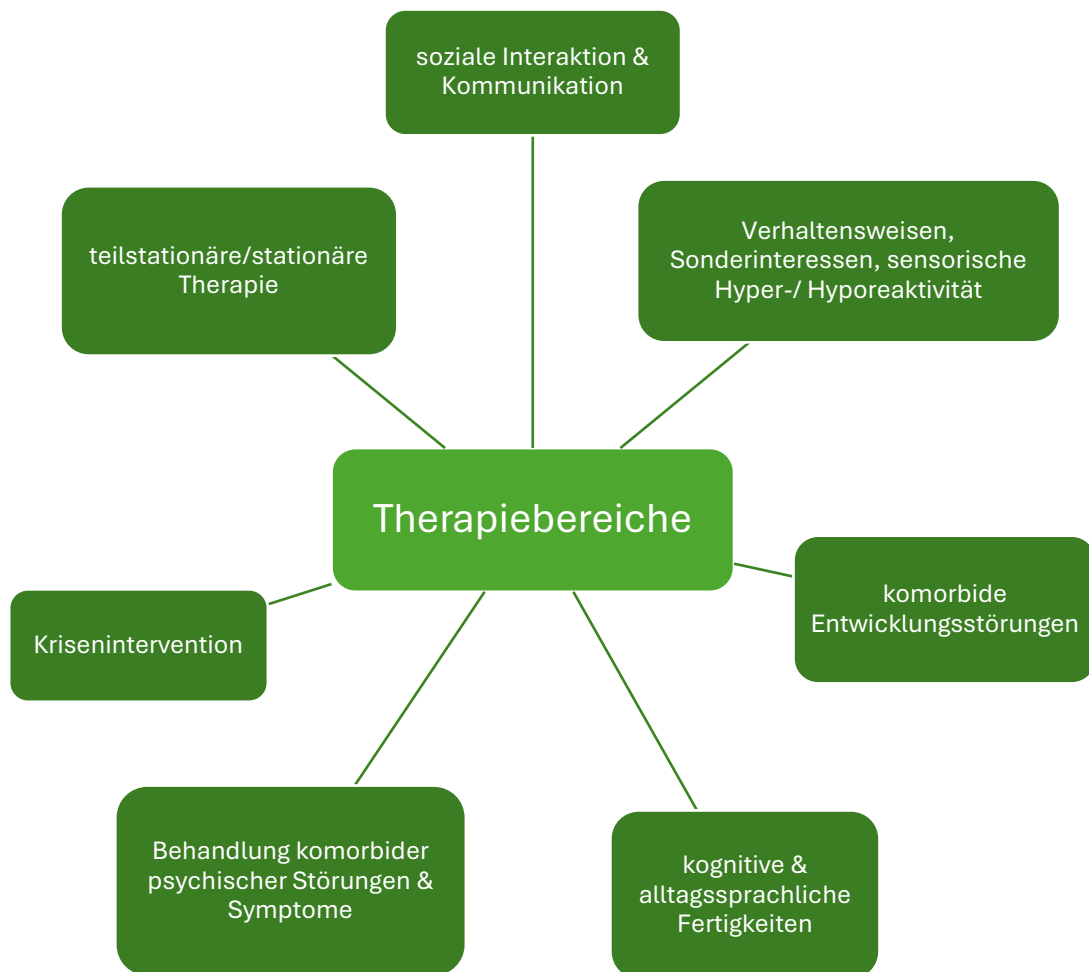 soziale Interaktion &
Kommunikation
teilstationäre/stationäre
Therapie
Verhaltensweisen,
Sonderinteressen, sensorische
Hyper-/ Hyporeaktivität
Therapiebereiche
komorbide
Entwicklungsstörungen
Krisenintervention
Behandlung komorbider
psychischer Störungen &
Symptome
kognitive &
alltagssprachliche
Fertigkeiten